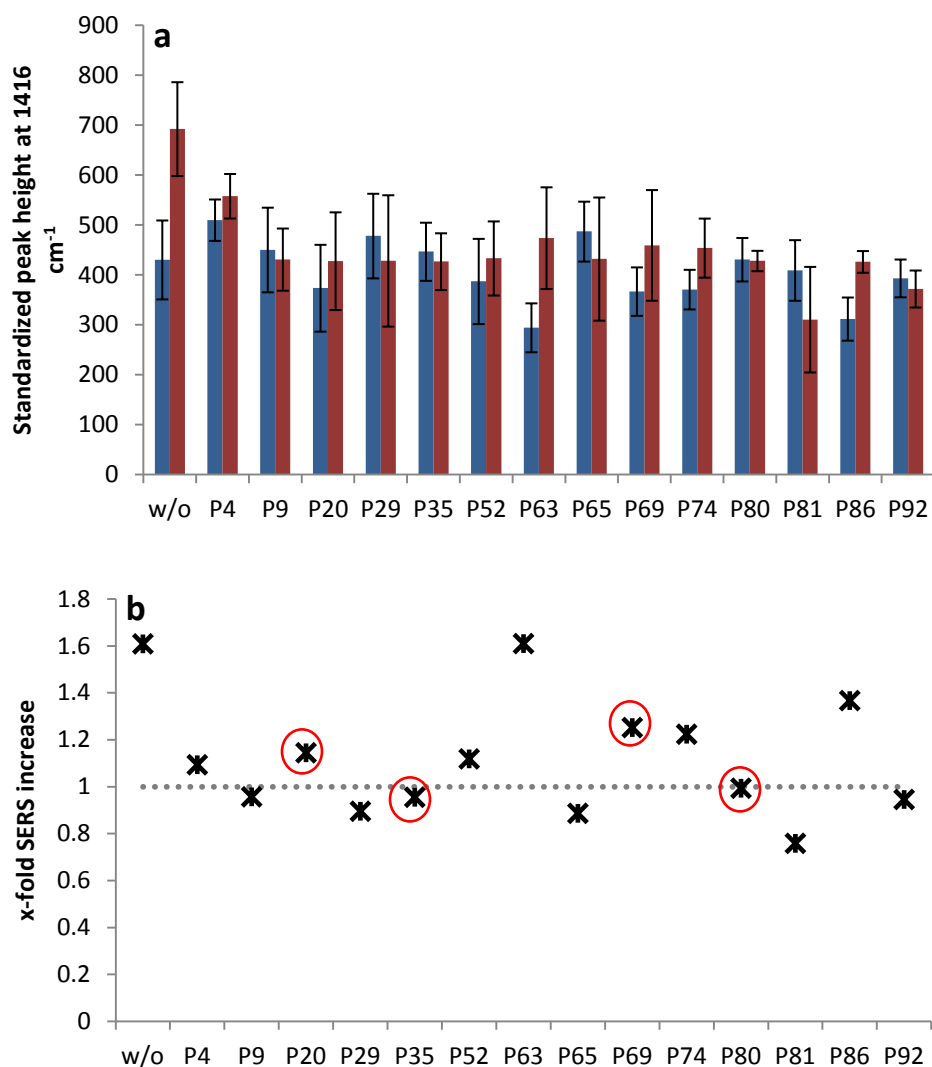 a
Standardized peak height at 1416
cm⁻¹
900
800
700
600
500
400
300
200
100
0
w/o P4 P9 P20 P29 P35 P52 P63 P65 P69 P74 P80 P81 P86 P92
b
x-fold SERS increase
1.8
1.6
1.4
1.2
1
0.8
0.6
0.4
0.2
0
w/o P4 P9 P20 P29 P35 P52 P63 P65 P69 P74 P80 P81 P86 P92